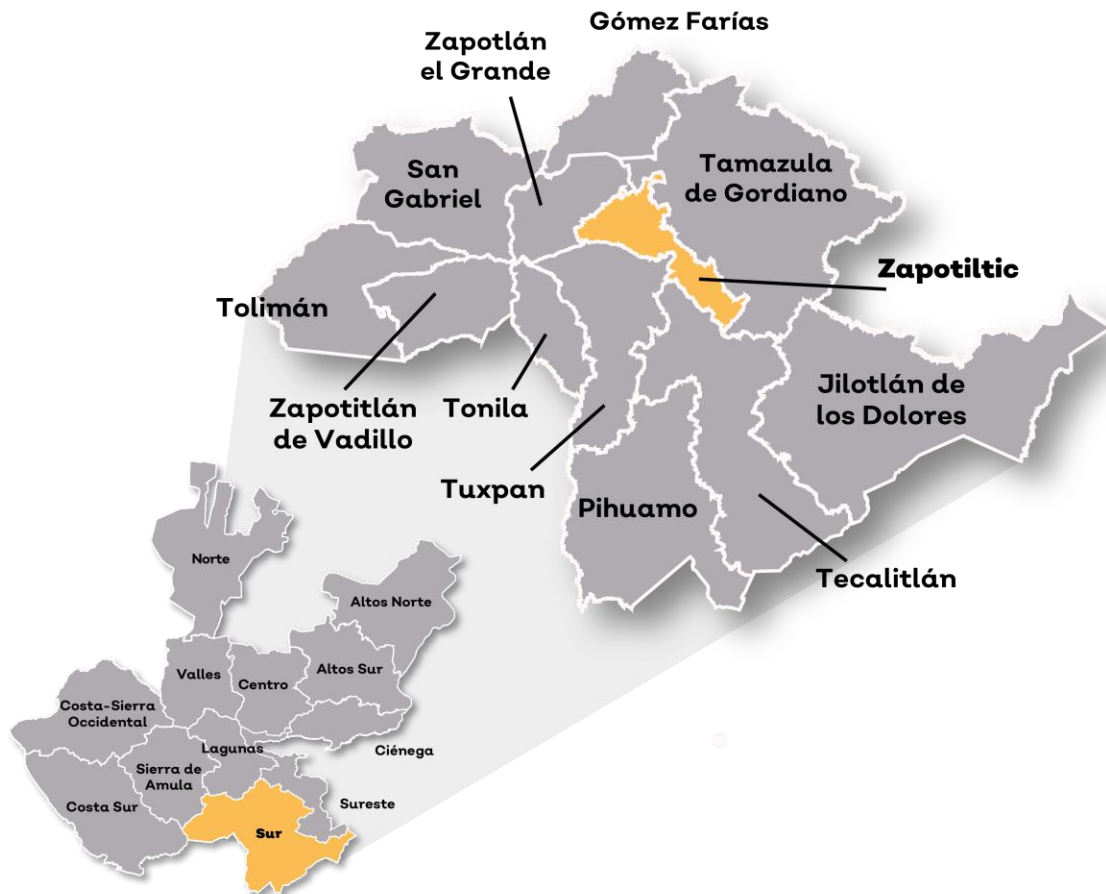 Gómez Farías
Zapotlán
el Grande
San
Gabriel
Tamazula
de Gordiano
Zapotiltic
Tolimán
Zapotitlán
de Vadillo
Tonila
Jilotlán de
los Dolores
Tuxpan
Pihuamo
Tecalitlán
Norte
Altos Norte
Valles
Centro
Altos Sur
Costa-Sierra
Occidental
Lagunas
Ciénega
Sierra de
Amula
Costa Sur
Sureste
Sur